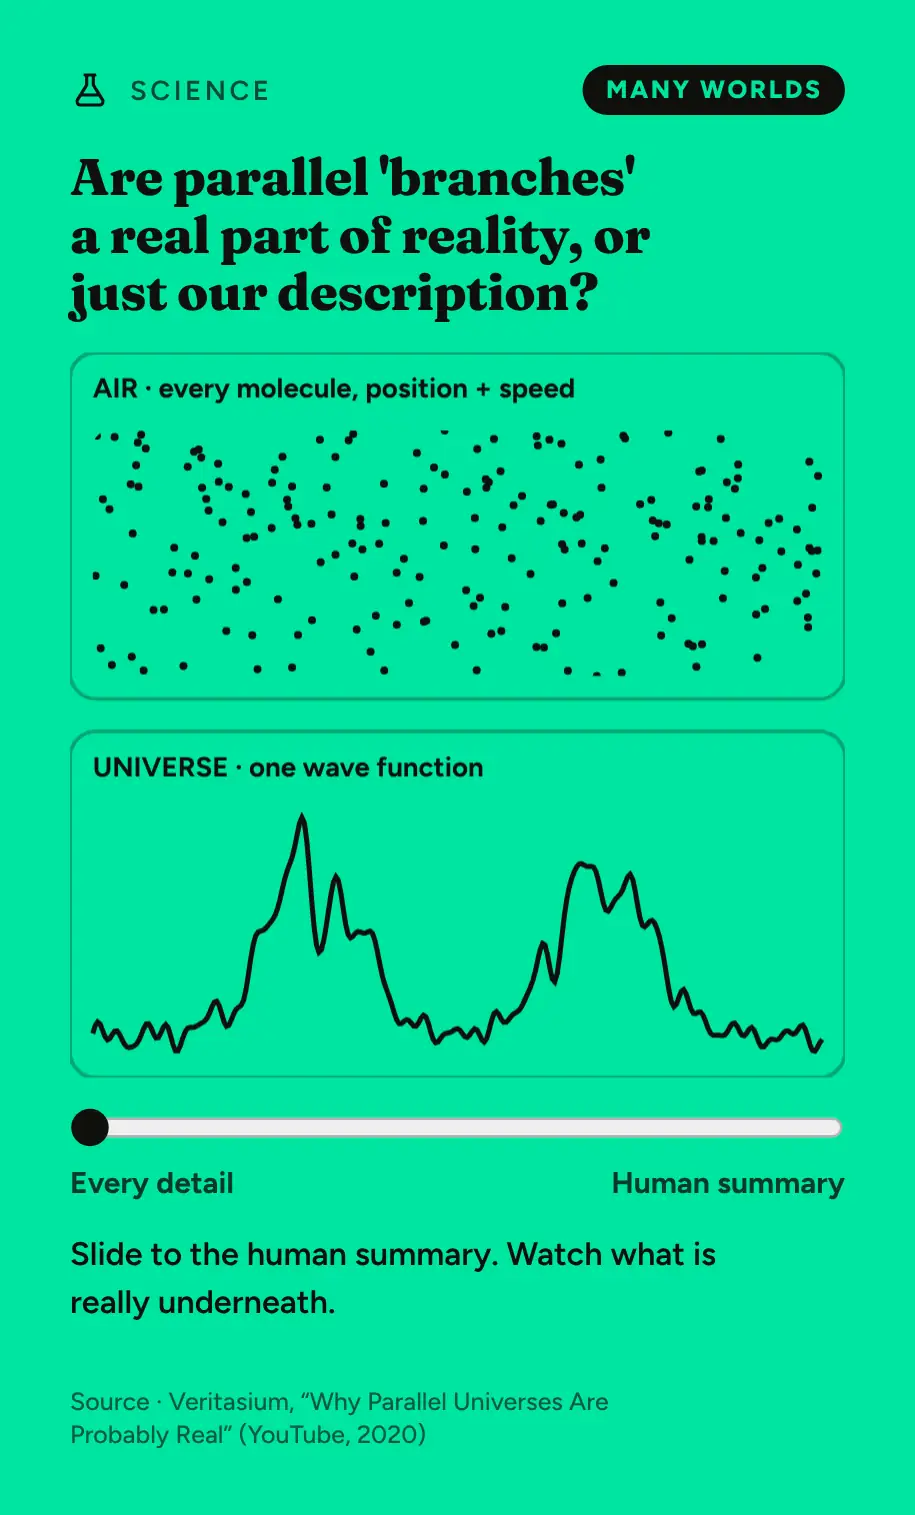 SCIENCE
MANY WORLDS
Are parallel 'branches'
a real part of reality, or
just our description?
AIR · every molecule, position + speed
UNIVERSE · one wave function
Every detail
Human summary
Slide to the human summary. Watch what is
really underneath.
Source · Veritasium, “Why Parallel Universes Are
Probably Real” (YouTube, 2020)